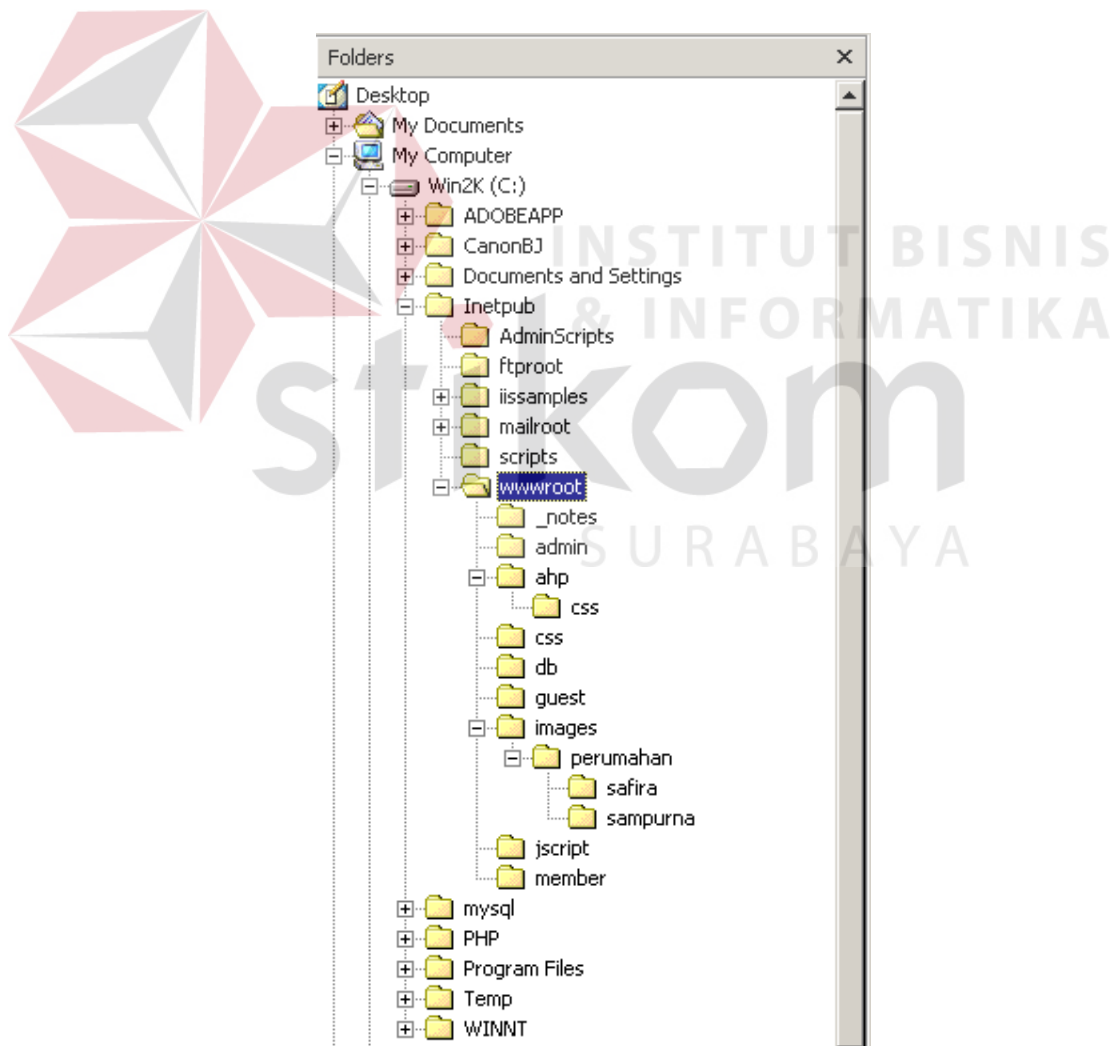 Folders
Desktop
My Documents
My Computer
Win2K (C:)
ADOBEAPP
CanonBJ
Documents and Settings
Inetpub
AdminScripts
ftproot
iissamples
mailroot
scripts
wwwroot
_notes
admin
ahp
css
css
db
guest
images
perumahan
safira
sampurna
jscript
member
mysql
PHP
Program Files
Temp
WINNT
INSTITUT BISNIS
& INFORMATIKA
stikom
SURABAYA